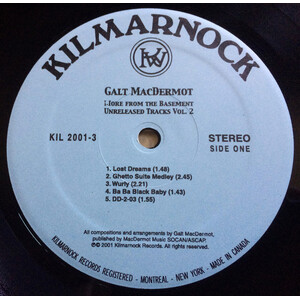 KILMARNOCK
KW
GALT MACDERMOT
MORE FROM THE BASEMENT
UNRELEASED TRACKS VOL. 2
KIL 2001-3
STEREO
SIDE ONE
1. Lost Dreams (1.48)
2. Ghetto Suite Medley (2.45)
3. Wurly (2.21)
4. Ba Ba Black Baby (1.43)
5. DD-2-03 (1.55)
All compositions and arrangements by Galt MacDermot,
published by MacDermot Music SOCAN/ASCAP.
℗ © 2001 Kilmarnock Records. All rights reserved.
KILMARNOCK RECORDS REGISTERED - MONTREAL - NEW YORK - MADE IN CANADA